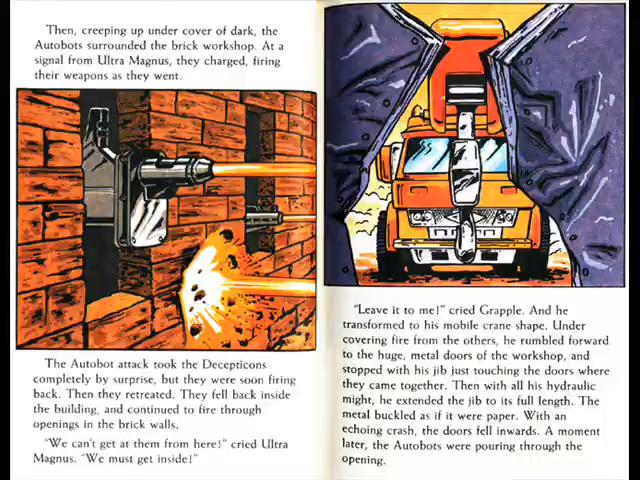 Then, creeping up under cover of dark, the
Autobots surrounded the brick workshop. At a
signal from Ultra Magnus, they charged, firing
their weapons as they went.
The Autobot attack took the Decepticons
completely by surprise, but they were soon firing
back. Then they retreated. They fell back inside
the building, and continued to fire through
openings in the brick walls.
"We can't get at them from here!" cried Ultra
Magnus. "We must get inside!"
"Leave it to me!" cried Grapple. And he
transformed to his mobile crane shape. Under
covering fire from the others, he rumbled forward
to the huge, metal doors of the workshop, and
stopped with his jib just touching the doors where
they came together. Then with all his hydraulic
might, he extended the jib to its full length. The
metal buckled as if it were paper. With an
echoing crash, the doors fell inwards. A moment
later, the Autobots were pouring through the
opening.